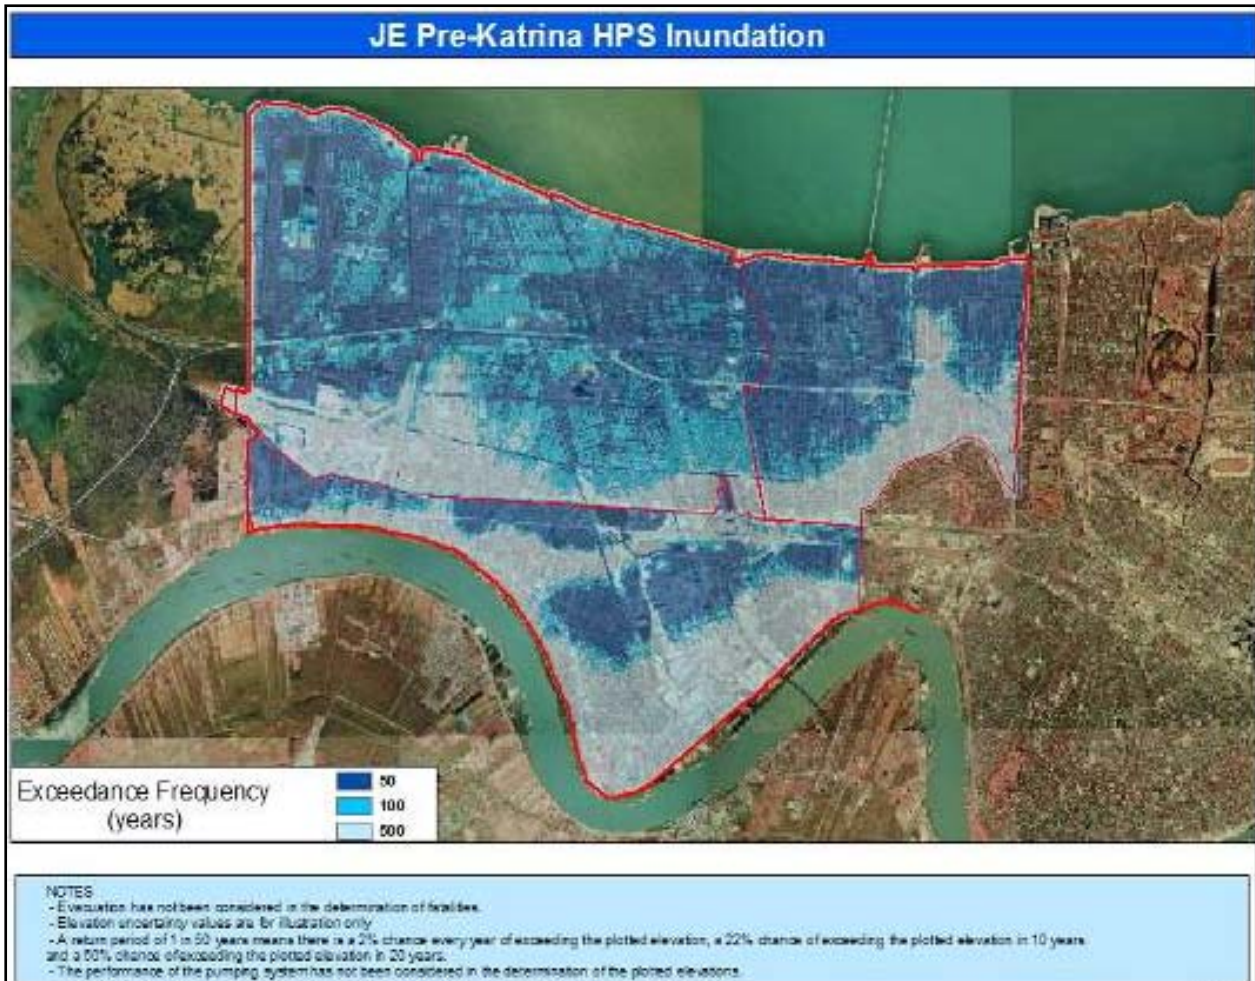 JE Pre-Katrina HPS Inundation
Exceedance Frequency
(years)
50
100
500
NOTES
- Evacuation has not been considered in the determination of fatalities.
- Elevation uncertainty values are for illustration only
- A return period of 1 in 50 years means there is a 2% chance every year of exceeding the plotted elevation, a 22% chance of exceeding the plotted elevation in 10 years
and a 50% chance of exceeding the plotted elevation in 20 years.
- The performance of the pumping system has not been considered in the determination of the plotted elevations.